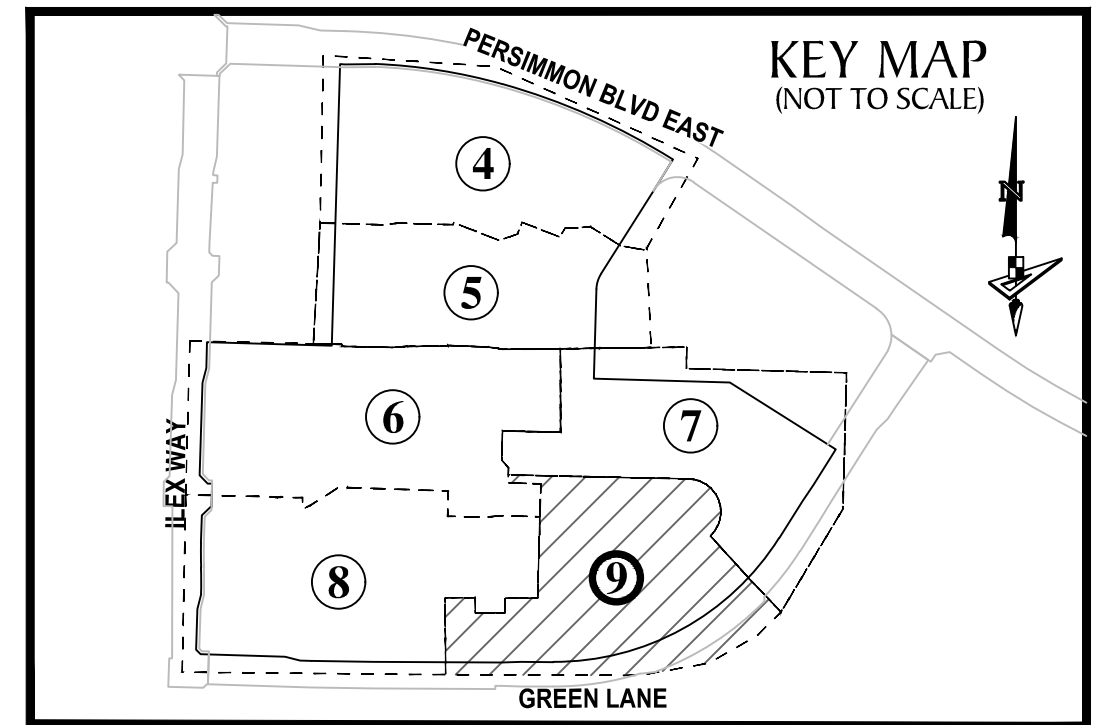 PERSIMMON BLVD EAST
KEY MAP
(NOT TO SCALE)
4
N
5
6
7
ILEX WAY
8
9
GREEN LANE